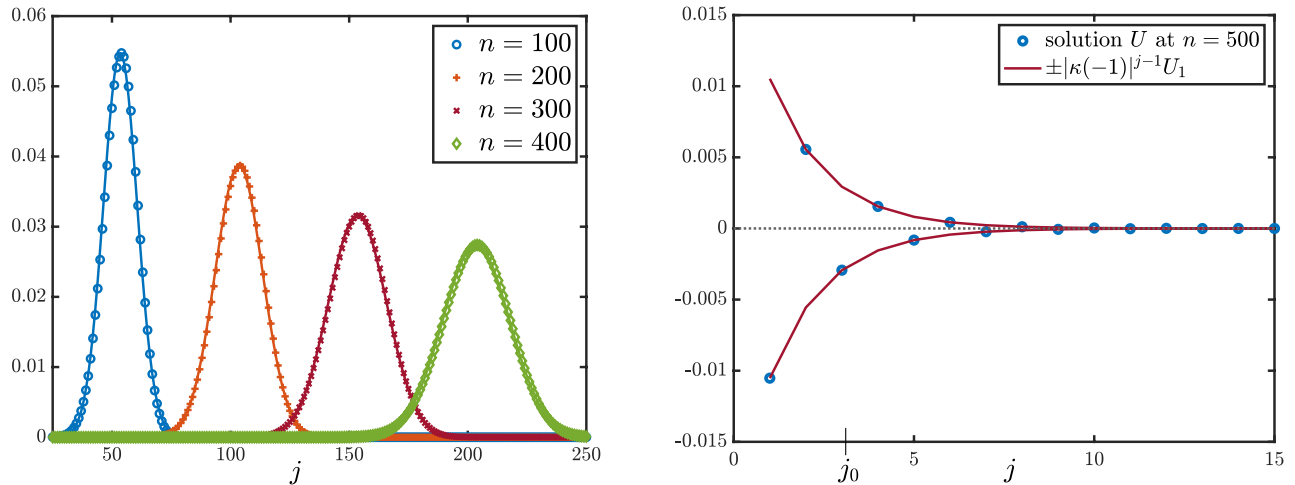 0.06
0.05
0.04
0.03
0.02
0.01
0
50
100
150
200
250
j
n = 100
n = 200
n = 300
n = 400
0.015
0.01
0.005
0
-0.005
-0.01
-0.015
0
5
10
15
j₀
j
solution U at n = 500
±|κ(−1)|^{j−1}U₁